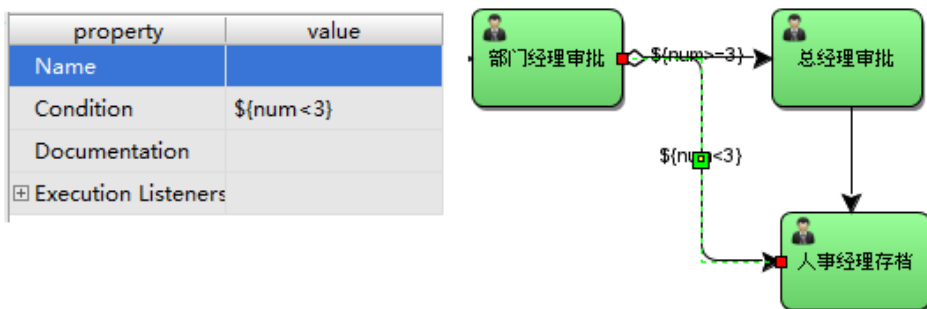 property value
Name
Condition ${num<3}
Documentation
Execution Listeners
部门经理审批 ${num>=3} 总经理审批
${num<3}
人事经理存档